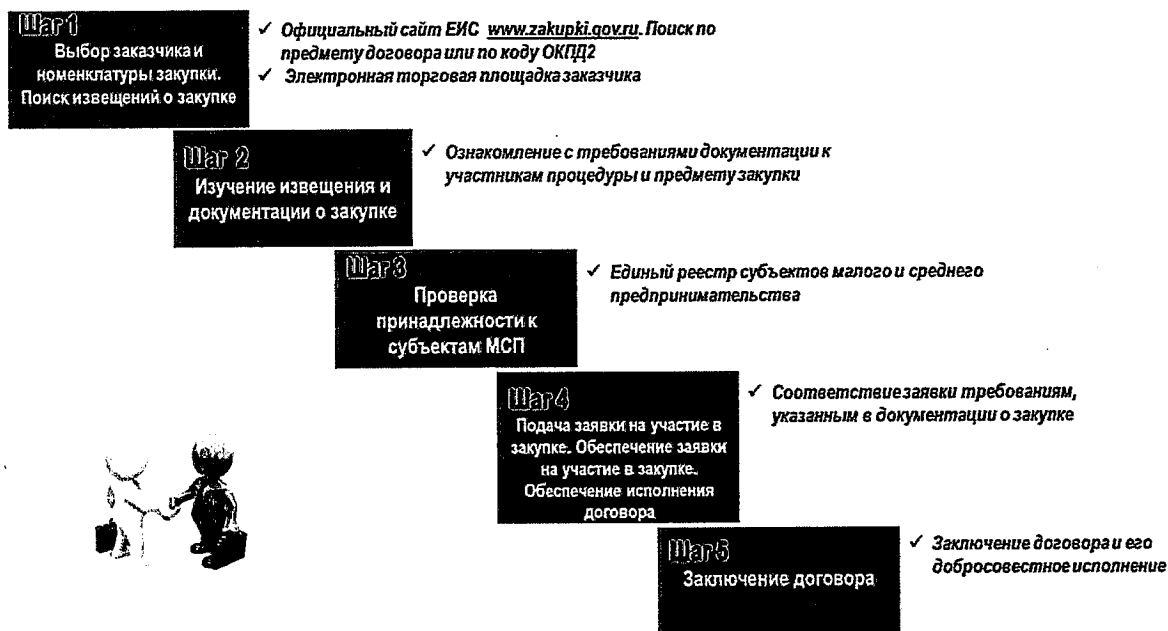 Шаг 1
Выбор заказчика и
номенклатуры закупки.
Поиск извещений о закупке
✓ Официальный сайт ЕИС www.zakupki.gov.ru. Поиск по
предмету договора или по коду ОКПД2
✓ Электронная торговая площадка заказчика
Шаг 2
Изучение извещения и
документации о закупке
✓ Ознакомление с требованиями документации к
участникам процедуры и предмету закупки
Шаг 3
Проверка
принадлежности к
субъектам МСП
✓ Единый реестр субъектов малого и среднего
предпринимательства
Шаг 4
Подача заявки на участие в
закупке. Обеспечение заявки
на участие в закупке.
Обеспечение исполнения
договора
✓ Соответствие заявки требованиям,
указанным в документации о закупке
Шаг 5
Заключение договора
✓ Заключение договора и его
добросовестное исполнение